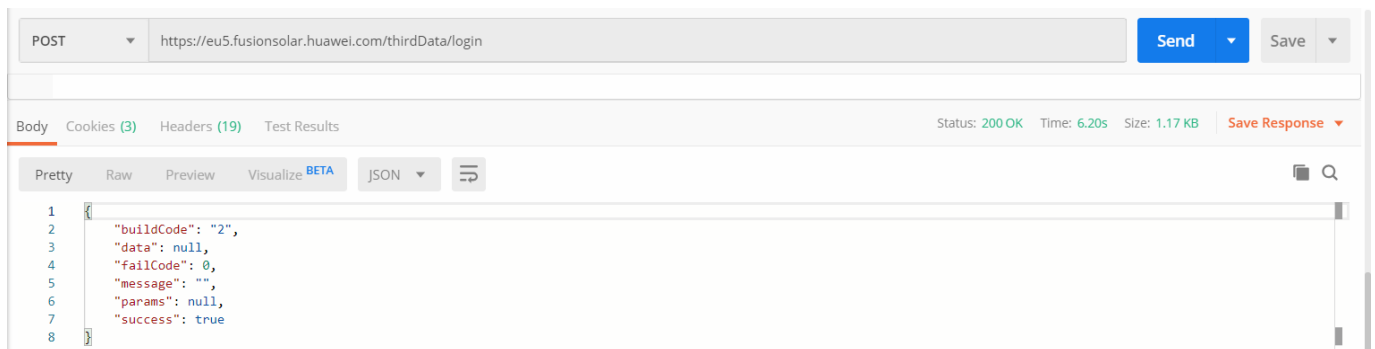 POST https://eu5.fusionsolar.huawei.com/thirdData/login Send Save
Body Cookies (3) Headers (19) Test Results Status: 200 OK Time: 6.20s Size: 1.17 KB Save Response
Pretty Raw Preview Visualize BETA JSON
1 {
2 "buildCode": "2",
3 "data": null,
4 "failCode": 0,
5 "message": "",
6 "params": null,
7 "success": true
8 }